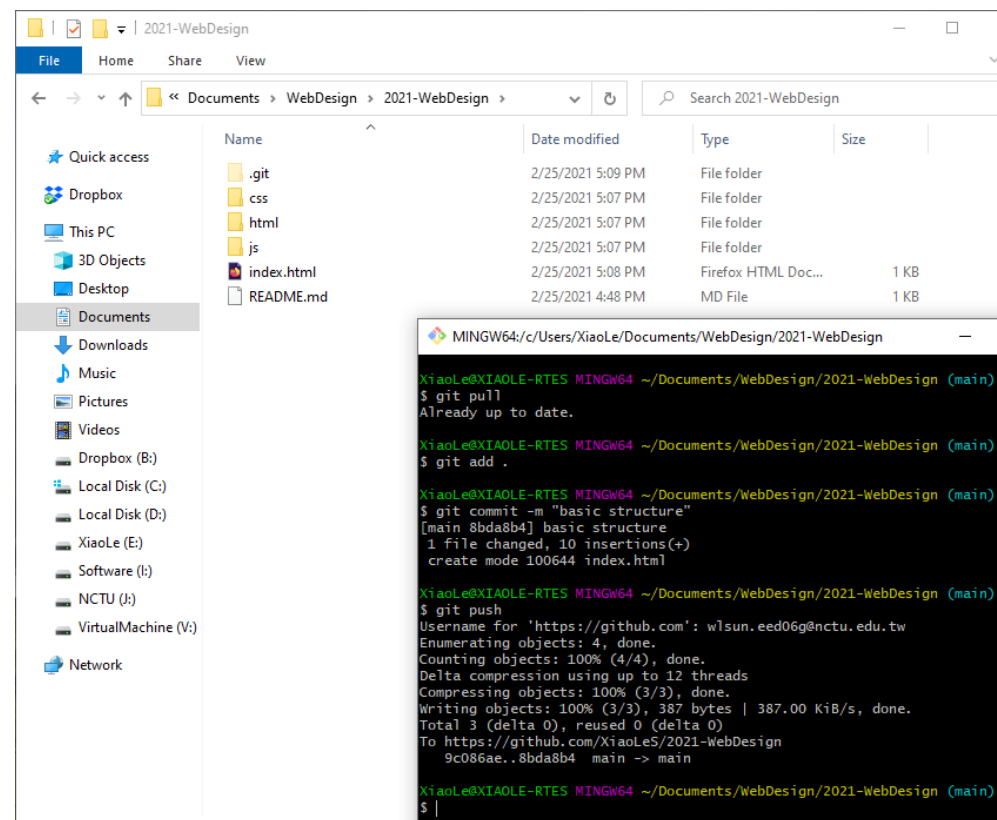 2021-WebDesign
File Home Share View
« Documents › WebDesign › 2021-WebDesign ›
Search 2021-WebDesign
Name Date modified Type Size
Quick access
Dropbox
This PC
3D Objects
Desktop
Documents
Downloads
Music
Pictures
Videos
Dropbox (B:)
Local Disk (C:)
Local Disk (D:)
XiaoLe (E:)
Software (I:)
NCTU (J:)
VirtualMachine (V:)
Network
.git 2/25/2021 5:09 PM File folder
css 2/25/2021 5:07 PM File folder
html 2/25/2021 5:07 PM File folder
js 2/25/2021 5:07 PM File folder
index.html 2/25/2021 5:08 PM Firefox HTML Doc... 1 KB
README.md 2/25/2021 4:48 PM MD File 1 KB
MINGW64:/c/Users/XiaoLe/Documents/WebDesign/2021-WebDesign
XiaoLe@XIAOLE-RTES MINGW64 ~/Documents/WebDesign/2021-WebDesign (main)
$ git pull
Already up to date.
XiaoLe@XIAOLE-RTES MINGW64 ~/Documents/WebDesign/2021-WebDesign (main)
$ git add .
XiaoLe@XIAOLE-RTES MINGW64 ~/Documents/WebDesign/2021-WebDesign (main)
$ git commit -m "basic structure"
[main 8bda8b4] basic structure
1 file changed, 10 insertions(+)
create mode 100644 index.html
XiaoLe@XIAOLE-RTES MINGW64 ~/Documents/WebDesign/2021-WebDesign (main)
$ git push
Username for 'https://github.com': wlsun.eed06g@nctu.edu.tw
Enumerating objects: 4, done.
Counting objects: 100% (4/4), done.
Delta compression using up to 12 threads
Compressing objects: 100% (3/3), done.
Writing objects: 100% (3/3), 387 bytes | 387.00 KiB/s, done.
Total 3 (delta 0), reused 0 (delta 0)
To https://github.com/XiaoLeS/2021-WebDesign
9c086ae..8bda8b4 main -> main
XiaoLe@XIAOLE-RTES MINGW64 ~/Documents/WebDesign/2021-WebDesign (main)
$